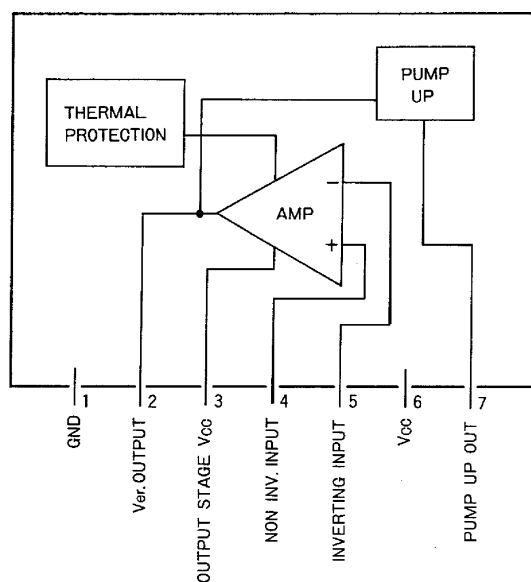 PUMP
UP
THERMAL
PROTECTION
AMP
−
+
1
2
3
4
5
6
7
GND
Ver. OUTPUT
OUTPUT STAGE Vcc
NON INV. INPUT
INVERTING INPUT
Vcc
PUMP UP OUT